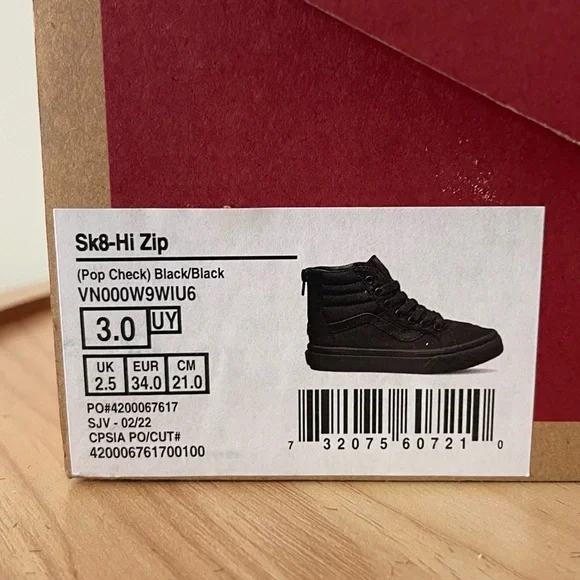 Sk8-Hi Zip
(Pop Check) Black/Black
VN000W9WIU6
3.0 UY
UK EUR CM
2.5 34.0 21.0
PO#4200067617
SJV - 02/22
CPSIA PO/CUT#
420006761700100
7 32075 60721 0